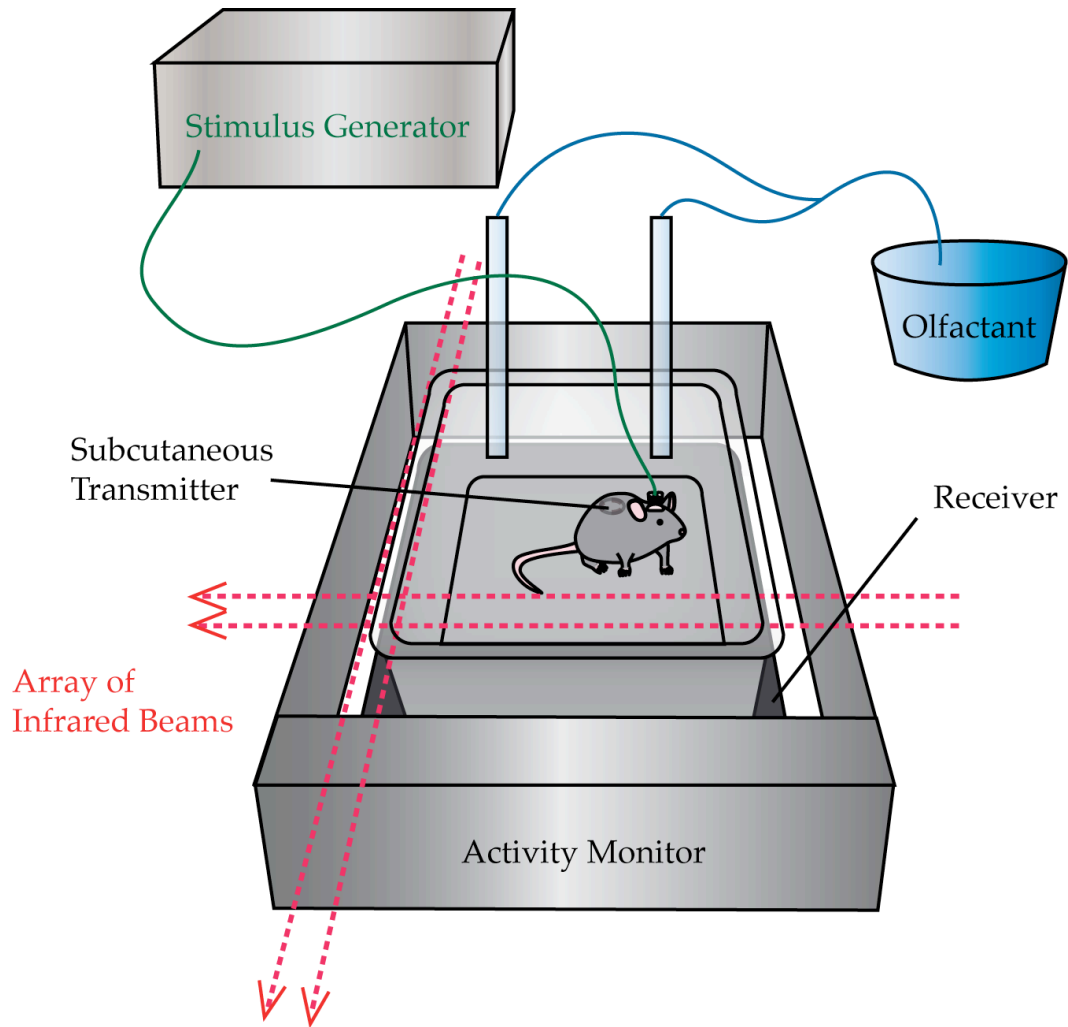 Stimulus Generator
Olfactant
Subcutaneous
Transmitter
Receiver
Array of
Infrared Beams
Activity Monitor